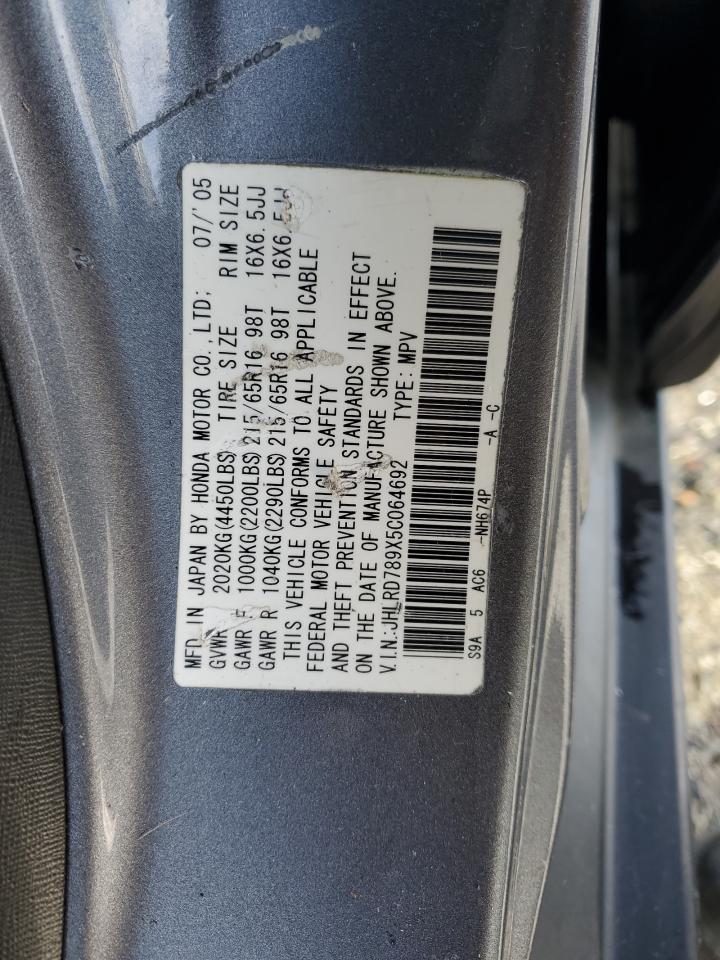 MFD IN JAPAN BY HONDA MOTOR CO.,LTD; 07/'05
GVWR 2020KG(4450LBS) TIRE SIZE RIM SIZE
GAWR F 1000KG(2200LBS) 215/65R16 98T 16X6.5JJ
GAWR R 1040KG(2290LBS) 215/65R16 98T 16X6.5JJ
THIS VEHICLE CONFORMS TO ALL APPLICABLE
FEDERAL MOTOR VEHICLE SAFETY
AND THEFT PREVENTION STANDARDS IN EFFECT
ON THE DATE OF MANUFACTURE SHOWN ABOVE.
V.I.N.:JHLRD789X5C064692 TYPE: MPV
S9A 5 AC6 -NH674P -A -C